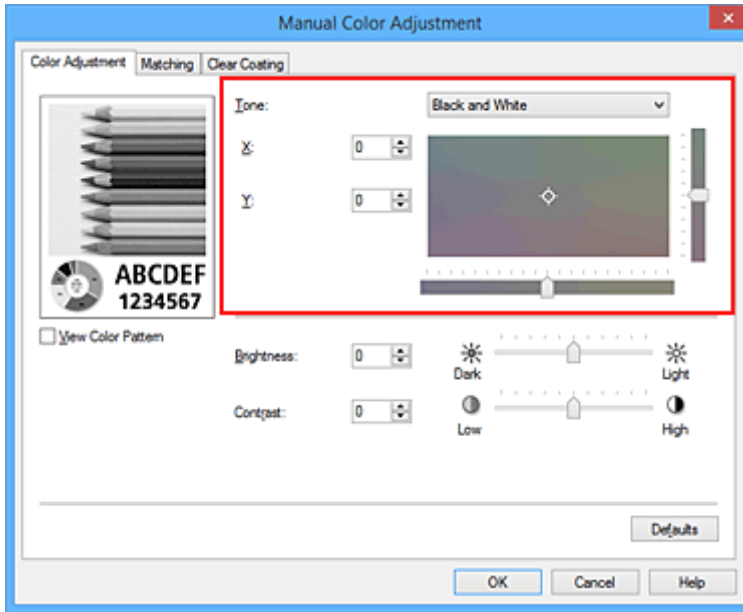 Manual Color Adjustment
Color Adjustment Matching Clear Coating
Tone: Black and White
X: 0
Y: 0
ABCDEF
1234567
View Color Pattern
Brightness: 0 Dark Light
Contrast: 0 Low High
Defaults
OK Cancel Help